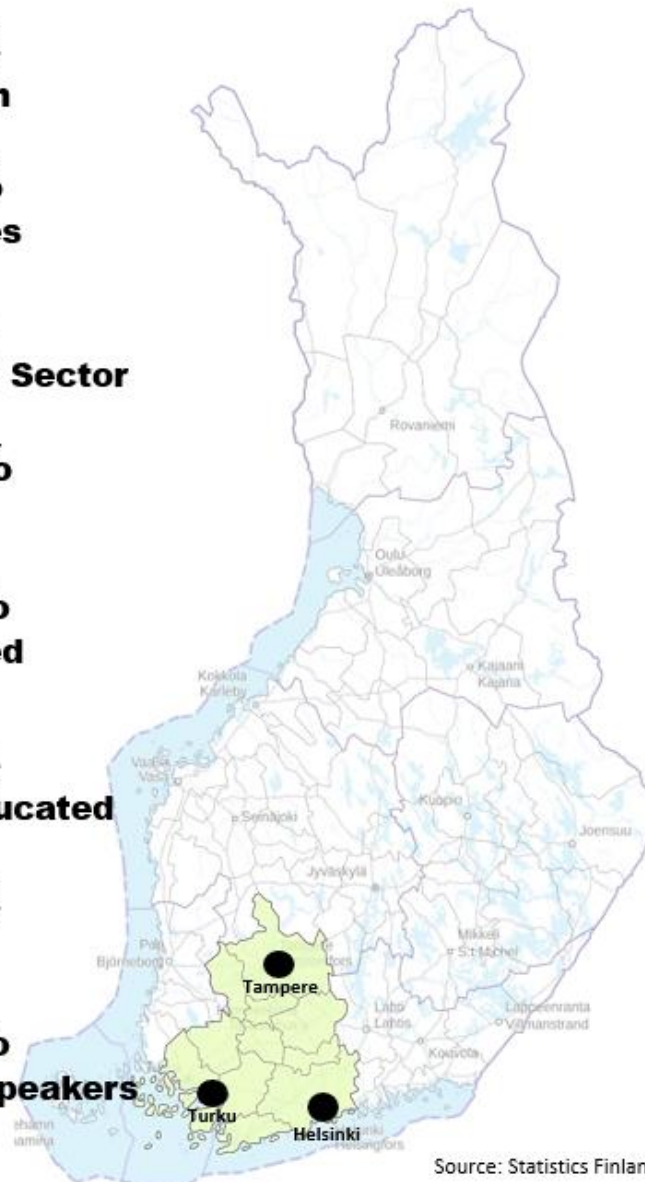 n
o
es
Sector
Rovaniemi
%
Oulu
Uleåborg
o
ed
Kajaani
Kajana
Kokkola
Karleby
Vaasa
Vasa
ucated
Kuopio
Seinäjoki
Joensuu
Jyväskylä
Mikkeli
S:t Michel
Björneborg
Tampere
Lahti
Lahtis
Lappeenranta
Villmanstrand
Kouvola
o
peakers
Turku
Helsinki
Helsingfors
Source: Statistics Finlan